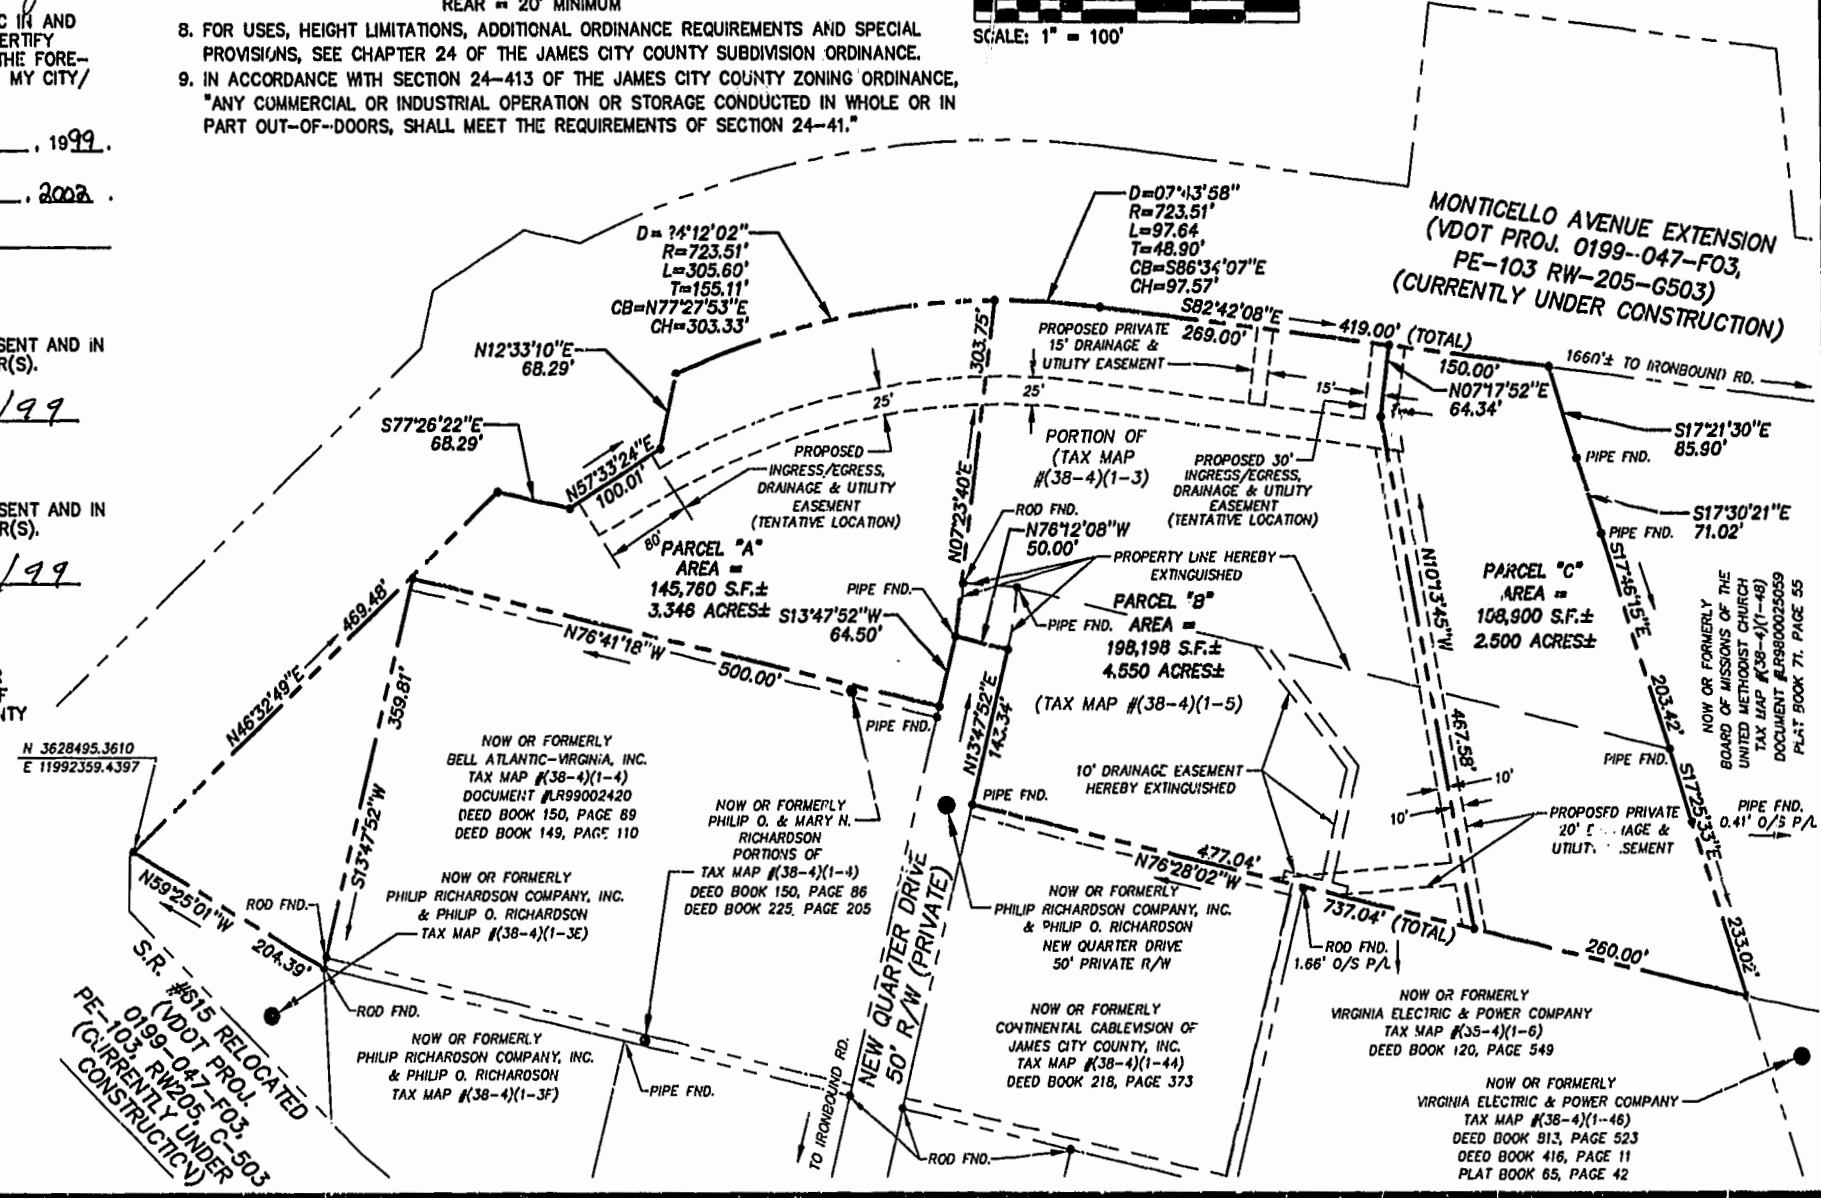 REAR = 20' MINIMUM
8. FOR USES, HEIGHT LIMITATIONS, ADDITIONAL ORDINANCE REQUIREMENTS AND SPECIAL
PROVISIONS, SEE CHAPTER 24 OF THE JAMES CITY COUNTY SUBDIVISION ORDINANCE.
9. IN ACCORDANCE WITH SECTION 24-413 OF THE JAMES CITY COUNTY ZONING ORDINANCE,
"ANY COMMERCIAL OR INDUSTRIAL OPERATION OR STORAGE CONDUCTED IN WHOLE OR IN
PART OUT-OF-DOORS, SHALL MEET THE REQUIREMENTS OF SECTION 24-41."
SCALE: 1" = 100'
C IN AND
ERTIFY
THE FORE-
MY CITY/
, 1999.
, 2002.
SENT AND IN
R(S).
/99
SENT AND IN
R(S).
/99
F
NTY
N 3628495.3610
E 11992359.4397
4°12'02"
R=723.51'
L=305.60'
T=155.11'
CB=N77°27'53"E
CH=303.33'
D=07°43'58"
R=723.51'
L=97.64
T=48.90'
CB=S86°34'07"E
CH=97.57'
MONTICELLO AVENUE EXTENSION
(VDOT PROJ. 0199-047-F03,
PE-103 RW-205-G503)
(CURRENTLY UNDER CONSTRUCTION)
S82°42'08"E
269.00'
419.00' (TOTAL)
150.00'
1660'± TO IRONBOUND RD.
N12°33'10"E
68.29'
S77°26'22"E
68.29'
N57°33'24"E
100.01'
303.75'
N07°23'40"E
PROPOSED PRIVATE
15' DRAINAGE &
UTILITY EASEMENT
15'
N07°17'52"E
64.34'
25'
25'
S17°21'30"E
85.90'
PIPE FND.
S17°30'21"E
71.02'
PIPE FND.
PROPOSED
INGRESS/EGRESS,
DRAINAGE & UTILITY
EASEMENT
(TENTATIVE LOCATION)
80'
PORTION OF
(TAX MAP
#(38-4)(1-3)
PROPOSED 30'
INGRESS/EGRESS,
DRAINAGE & UTILITY
EASEMENT
(TENTATIVE LOCATION)
ROD FND.
N76°12'08"W
50.00'
PROPERTY LINE HEREBY
EXTINGUISHED
PARCEL "A"
AREA =
145,760 S.F.±
3.346 ACRES±
PIPE FND.
S13°47'52"W
64.50'
PIPE FND.
PARCEL "B"
AREA =
198,198 S.F.±
4.550 ACRES±
(TAX MAP #(38-4)(1-5)
PARCEL "C"
AREA =
108,900 S.F.±
2.500 ACRES±
N10°13'45"W
467.58'
S17°46'15"E
203.42'
PIPE FND.
S17°25'33"E
233.02'
NOW OR FORMERLY
BOARD OF MISSIONS OF THE
UNITED METHODIST CHURCH
TAX MAP #(38-4)(1-48)
DOCUMENT #LR980025059
PLAT BOOK 71, PAGE 55
PIPE FND.
0.41' O/S P/L
N46°32'49"E
469.48'
N76°41'18"W
500.00'
359.81'
S13°47'52"W
PIPE FND.
N13°47'52"E
143.34'
PIPE FND.
10' DRAINAGE EASEMENT
HEREBY EXTINGUISHED
10'
10'
PROPOSED PRIVATE
20'
NOW OR FORMERLY
BELL ATLANTIC-VIRGINIA, INC.
TAX MAP #(38-4)(1-4)
DOCUMENT #LR99002420
DEED BOOK 150, PAGE 89
DEED BOOK 149, PAGE 110
NOW OR FORMERLY
PHILIP O. & MARY N.
RICHARDSON
PORTIONS OF
TAX MAP #(38-4)(1-4)
DEED BOOK 150, PAGE 86
DEED BOOK 225, PAGE 205
NOW OR FORMERLY
PHILIP RICHARDSON COMPANY, INC.
& PHILIP O. RICHARDSON
TAX MAP #(38-4)(1-3E)
N59°25'01"W
204.39'
ROD FND.
ROD FND.
477.04'
N76°28'02"W
737.04' (TOTAL)
260.00'
ROD FND.
1.66' O/S P/L
NOW OR FORMERLY
PHILIP RICHARDSON COMPANY, INC.
& PHILIP O. RICHARDSON
NEW QUARTER DRIVE
50' PRIVATE R/W
NEW QUARTER DRIVE
50' R/W (PRIVATE)
TO IRONBOUND RD.
S.R. #615 RELOCATED
(VDOT PROJ.
0199-047-F03,
PE-103, RW205, C-503
(CURRENTLY UNDER
CONSTRUCTION)
NOW OR FORMERLY
PHILIP RICHARDSON COMPANY, INC.
& PHILIP O. RICHARDSON
TAX MAP #(38-4)(1-3F)
PIPE FND.
NOW OR FORMERLY
CONTINENTAL CABLEVISION OF
JAMES CITY COUNTY, INC.
TAX MAP #(38-4)(1-44)
DEED BOOK 218, PAGE 373
ROD FND.
NOW OR FORMERLY
VIRGINIA ELECTRIC & POWER COMPANY
TAX MAP #(35-4)(1-6)
DEED BOOK 120, PAGE 549
NOW OR FORMERLY
VIRGINIA ELECTRIC & POWER COMPANY
TAX MAP #(38-4)(1-46)
DEED BOOK 813, PAGE 523
DEED BOOK 416, PAGE 11
PLAT BOOK 65, PAGE 42